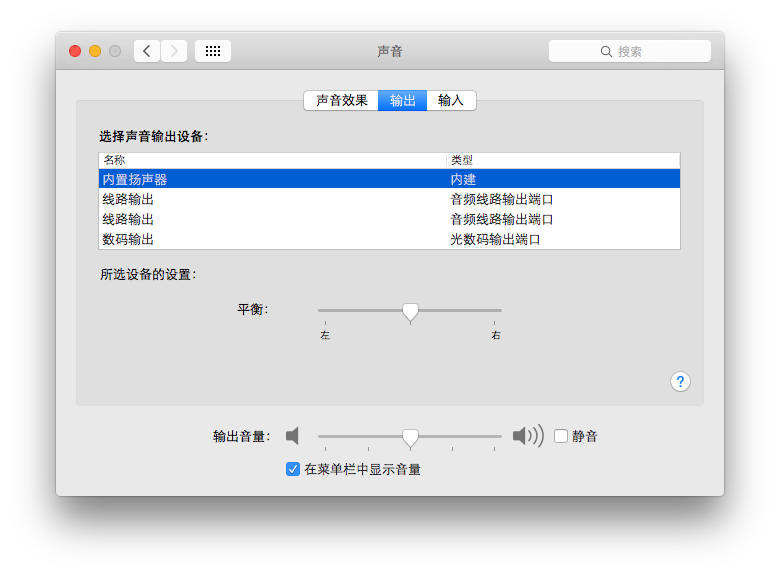 声音
搜索
声音效果 输出 输入
选择声音输出设备:
名称 类型
内置扬声器 内建
线路输出 音频线路输出端口
线路输出 音频线路输出端口
数码输出 光数码输出端口
所选设备的设置:
平衡:
左 右
?
输出音量: 静音
在菜单栏中显示音量